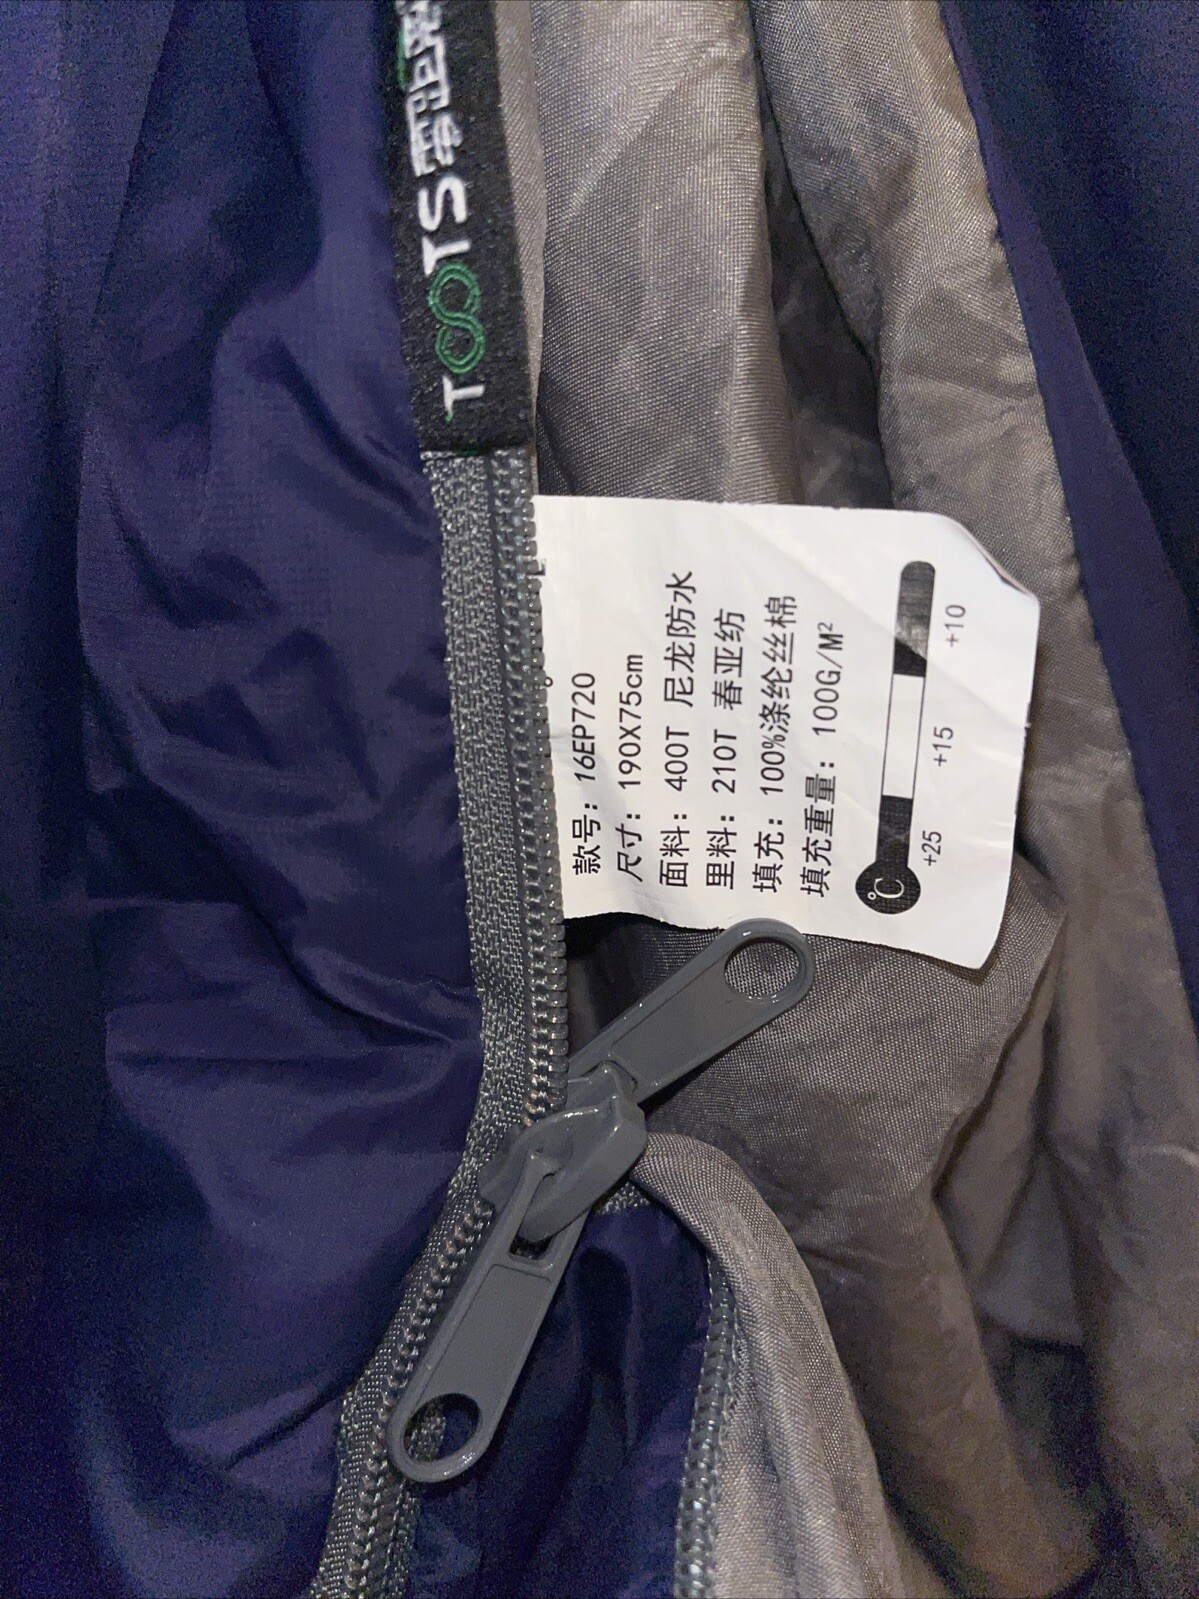 TOOTS
款号：16EP720
尺寸：190X75cm
面料：400T 尼龙防水
里料：210T 春亚纺
填充：100%涤纶丝棉
填充重量：100G/M²
℃
+25
+15
+10